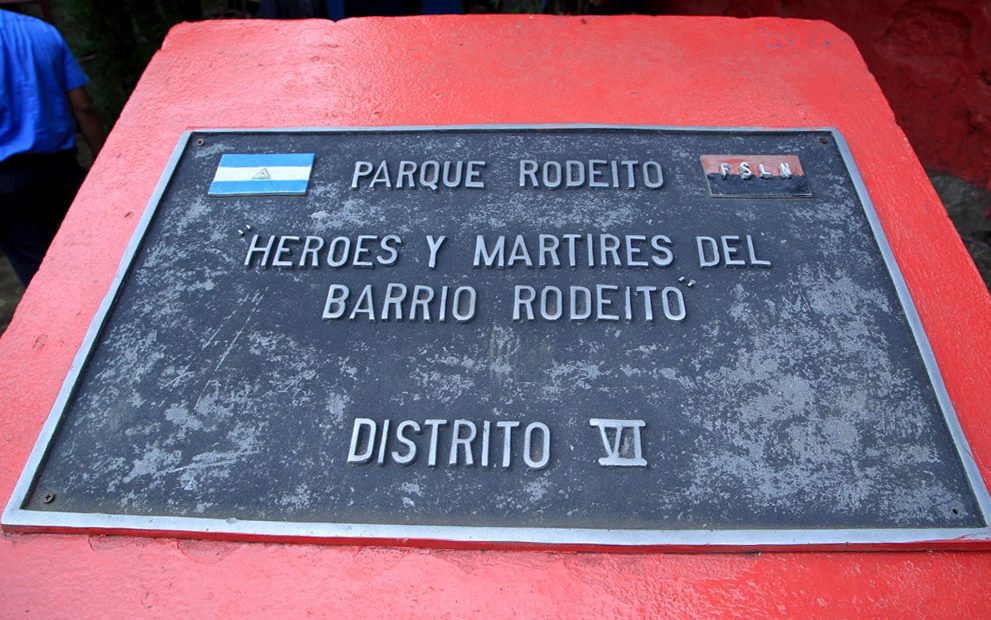 PARQUE RODEITO
FSLN
"HEROES Y MARTIRES DEL
BARRIO RODEITO"
DISTRITO VI